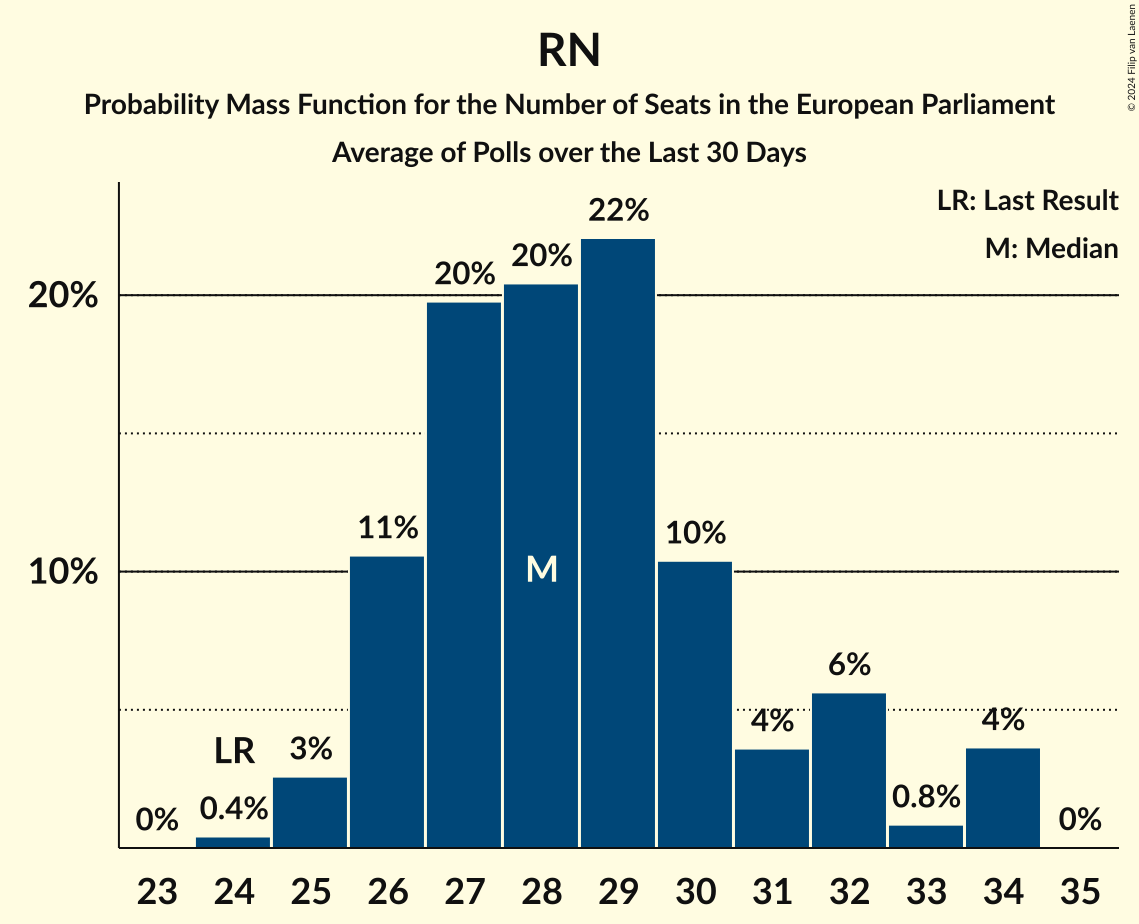 RN
Probability Mass Function for the Number of Seats in the European Parliament
Average of Polls over the Last 30 Days
© 2024 Filip van Laenen
LR: Last Result
M: Median
22%
20%
20%
20%
11%
10%
M
10%
6%
4%
4%
LR
3%
0.8%
0.4%
0%
0%
23 24 25 26 27 28 29 30 31 32 33 34 35